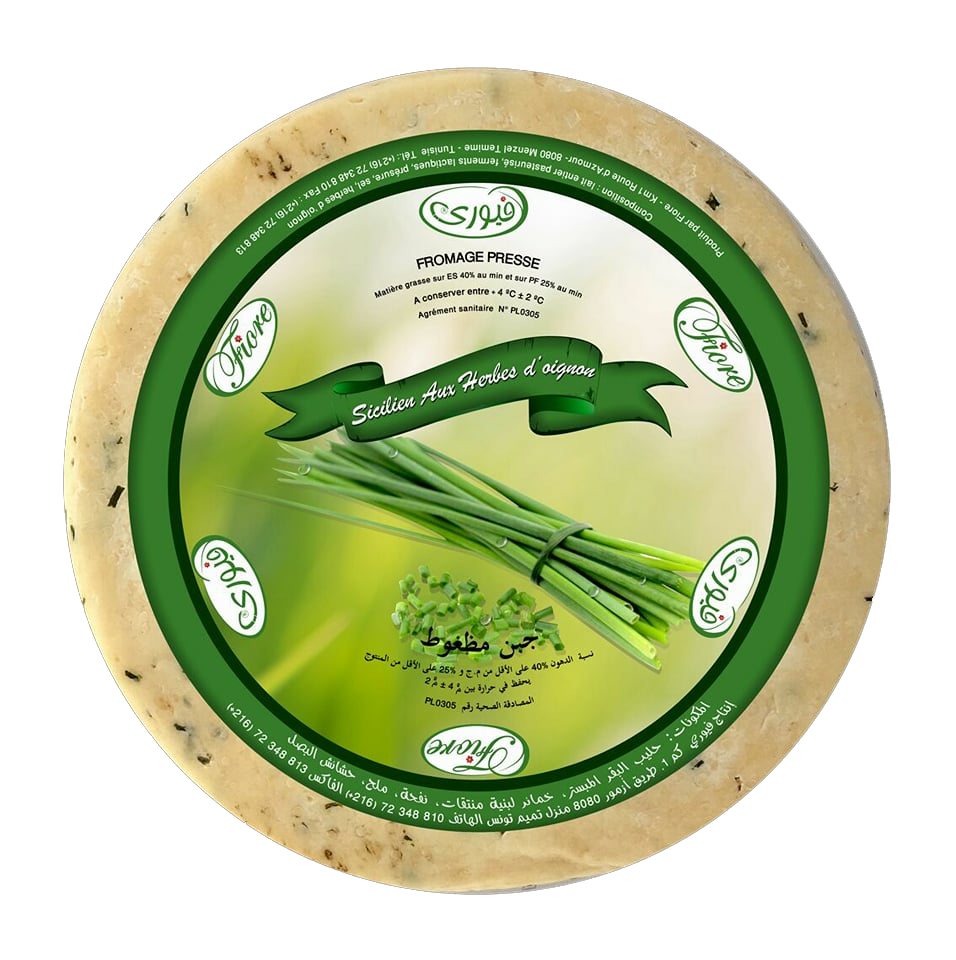 Produit par Fiore - Km1 Route d'Azmour- 8080 Menzel Temime - Tunisie Tél.: (+216) 72 348 810 Fax : (+216) 72 348 813
Composition : lait entier pasteurisé, ferments lactiques, présure, sel, herbes d'oignon
فيوري
FROMAGE PRESSE
Matière grasse sur ES 40% au min et sur PF 25% au min
A conserver entre + 4 ºC ± 2 ºC
Agrément sanitaire N° PL0305
Fiore
Fiore
Sicilien Aux Herbes d'oignon
فيوري
فيوري
جبن مظغوط
نسبة الدهون 40% على الأقل من م.ج و 25% على الأقل من المنتوج
يحفظ في حرارة بين 4 م° ± 2 م°
المصادقة الصحية رقم PL0305
Fiore
المكونات: حليب البقر المبستر، خمائر لبنية منتقات، نفحة، ملح، حشائش البصل
إنتاج فيوري كم 1. طريق أزمور 8080 منزل تميم تونس الهاتف 810 348 72 (216+) الفاكس 813 348 72 (216+)